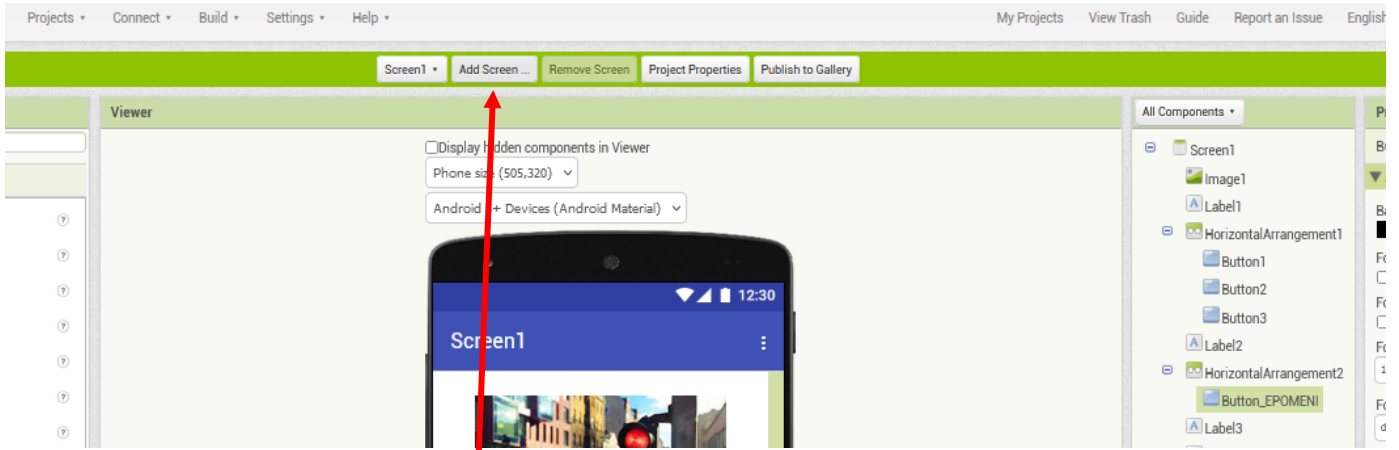 Projects Connect Build Settings Help My Projects View Trash Guide Report an Issue English
Screen1 Add Screen ... Remove Screen Project Properties Publish to Gallery
Viewer
All Components
Display hidden components in Viewer
Phone size (505,320)
Android 5+ Devices (Android Material)
12:30
Screen1
Screen1
Image1
Label1
HorizontalArrangement1
Button1
Button2
Button3
Label2
HorizontalArrangement2
Button_EPOMENI
Label3